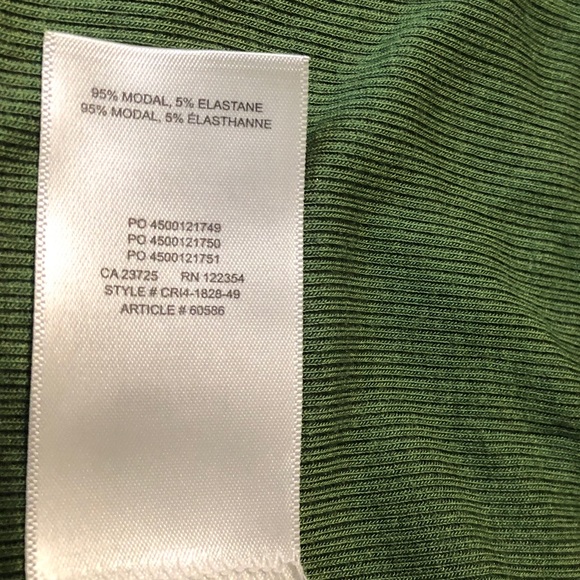 95% MODAL, 5% ELASTANE
95% MODAL, 5% ÉLASTHANNE
PO 4500121749
PO 4500121750
PO 4500121751
CA 23725 RN 122354
STYLE # CRI4-1828-49
ARTICLE # 60586